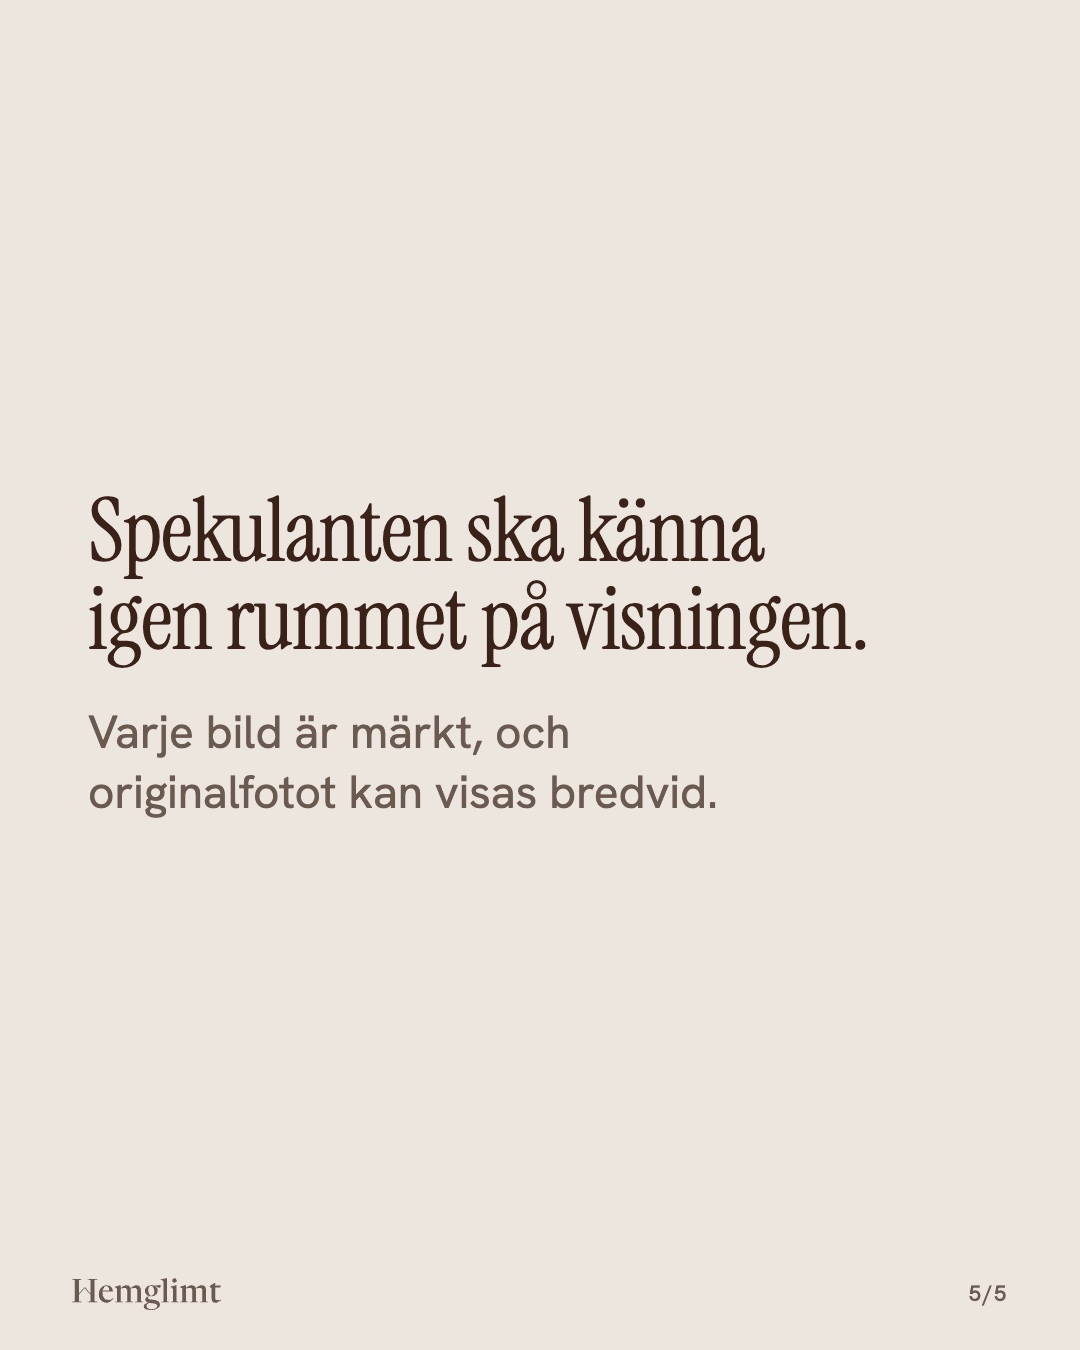 Spekulanten ska känna
igen rummet på visningen.
Varje bild är märkt, och
originalfotot kan visas bredvid.
Hemglimt
5/5